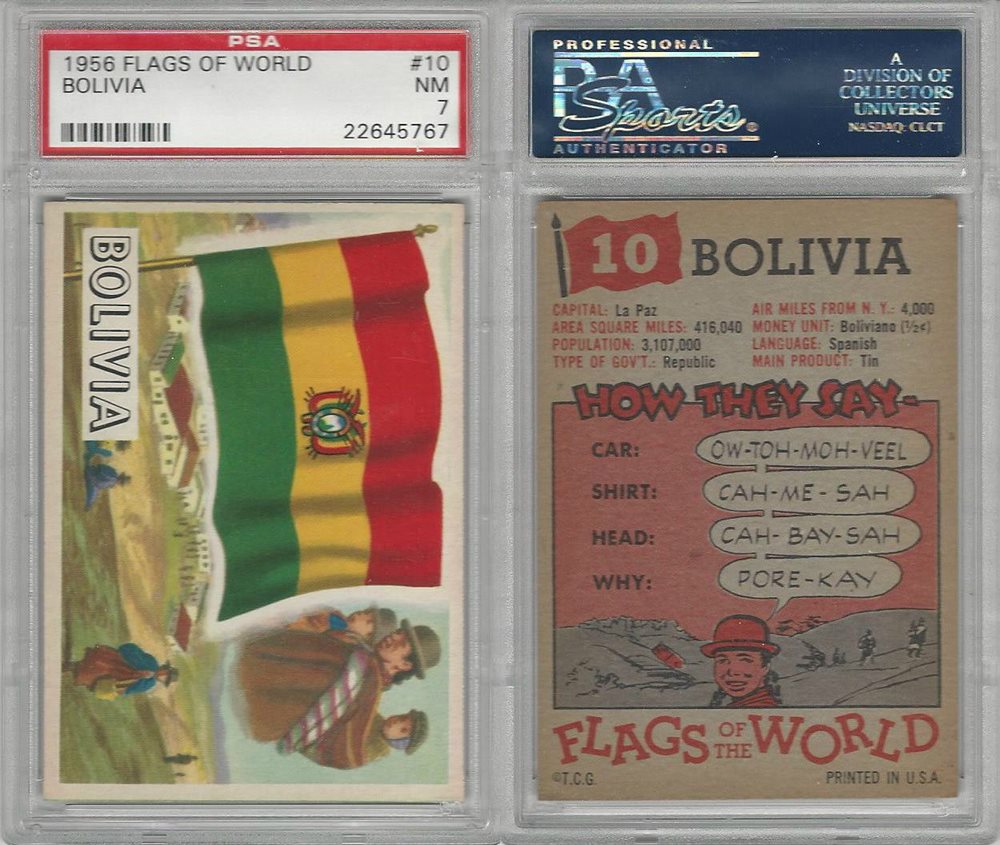 PSA
1956 FLAGS OF WORLD #10
BOLIVIA NM
7
22645767
BOLIVIA
PROFESSIONAL
PSA
Sports®
AUTHENTICATOR
A
DIVISION OF
COLLECTORS
UNIVERSE
NASDAQ: CLCT
10 BOLIVIA
CAPITAL: La Paz
AREA SQUARE MILES: 416,040
POPULATION: 3,107,000
TYPE OF GOV'T.: Republic
AIR MILES FROM N. Y.: 4,000
MONEY UNIT: Boliviano (½¢)
LANGUAGE: Spanish
MAIN PRODUCT: Tin
HOW THEY SAY-
CAR: OW-TOH-MOH-VEEL
SHIRT: CAH-ME-SAH
HEAD: CAH-BAY-SAH
WHY: PORE-KAY
FLAGS OF THE WORLD
©T.C.G. PRINTED IN U.S.A.